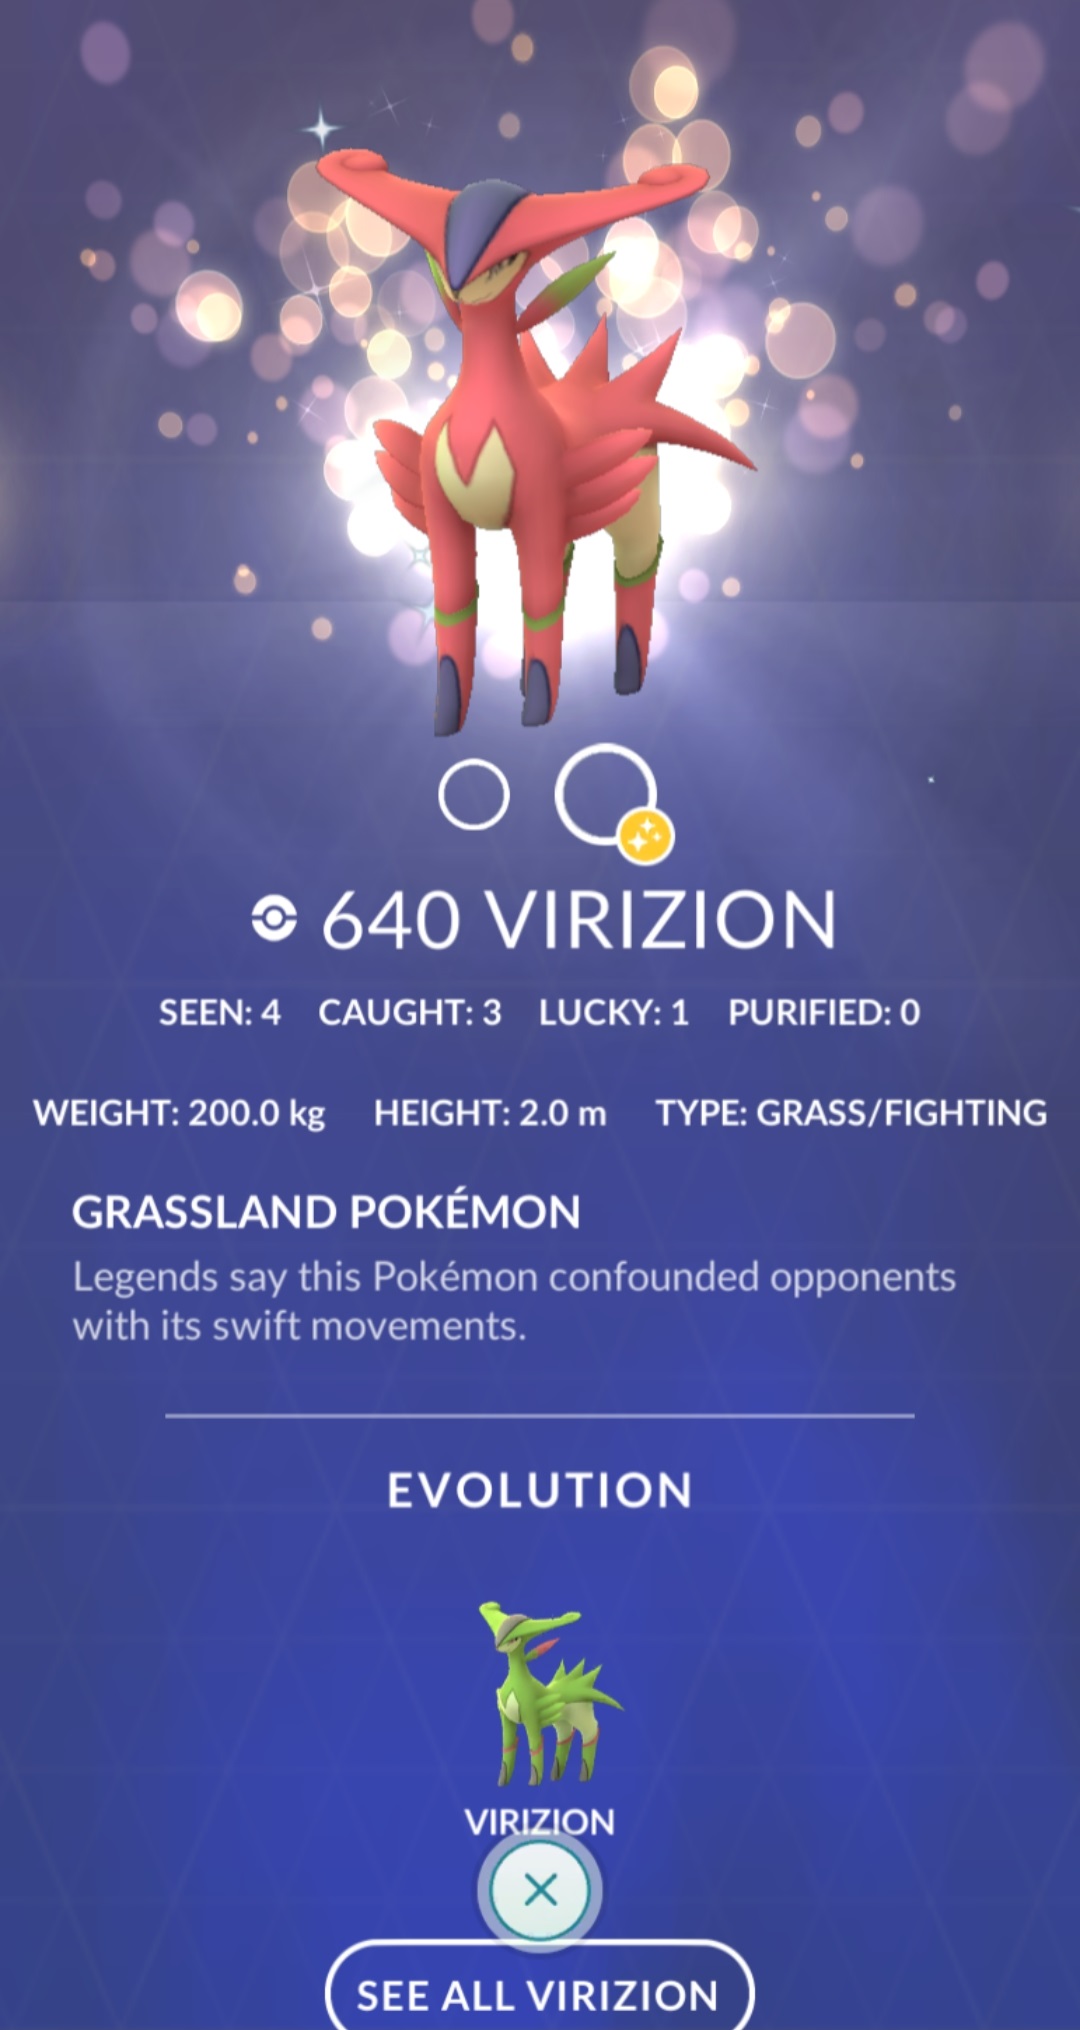 640 VIRIZION
SEEN: 4 CAUGHT: 3 LUCKY: 1 PURIFIED: 0
WEIGHT: 200.0 kg HEIGHT: 2.0 m TYPE: GRASS/FIGHTING
GRASSLAND POKÉMON
Legends say this Pokémon confounded opponents
with its swift movements.
EVOLUTION
VIRIZION
SEE ALL VIRIZION